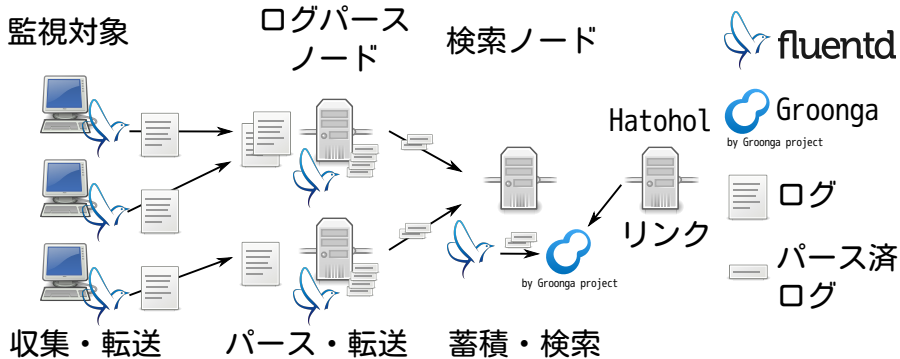 監視対象
ログパース
ノード
検索ノード
fluentd
Groonga
by Groonga project
Hatohol
ログ
リンク
by Groonga project
パース済
ログ
収集・転送
パース・転送
蓄積・検索